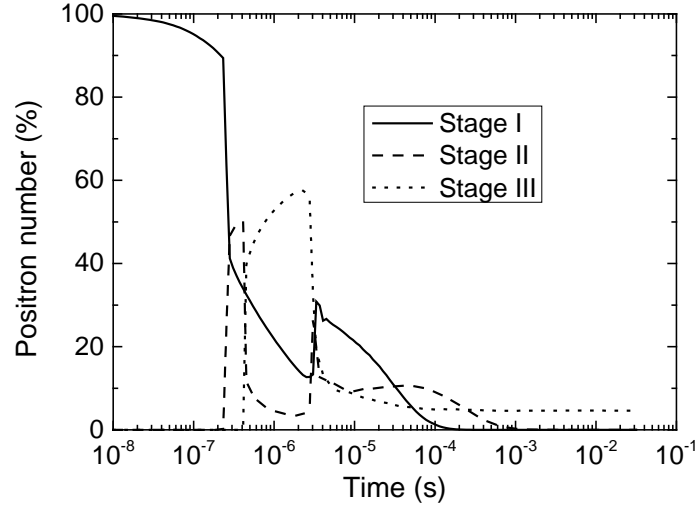 100
80
60
40
20
0
Positron number (%)
Stage I
Stage II
Stage III
10⁻⁸ 10⁻⁷ 10⁻⁶ 10⁻⁵ 10⁻⁴ 10⁻³ 10⁻² 10⁻¹
Time (s)